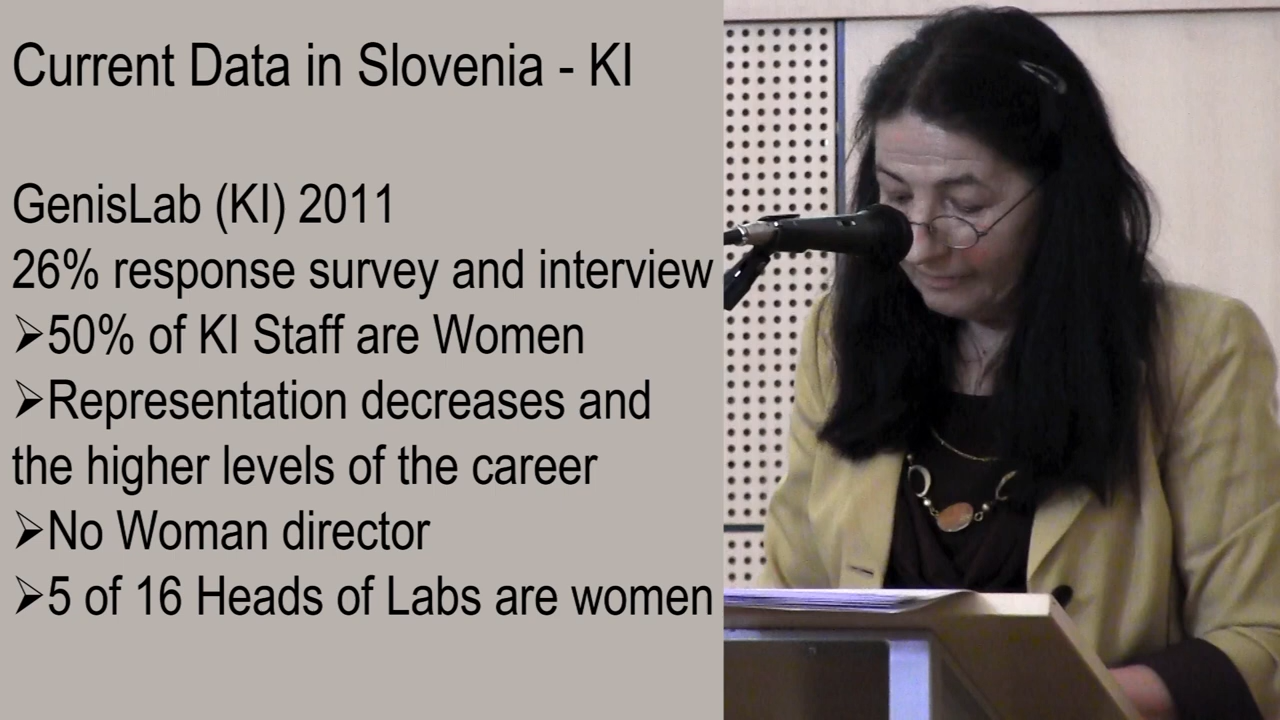 Current Data in Slovenia - KI
GenisLab (KI) 2011
26% response survey and interview
➢50% of KI Staff are Women
➢Representation decreases and
the higher levels of the career
➢No Woman director
➢5 of 16 Heads of Labs are women